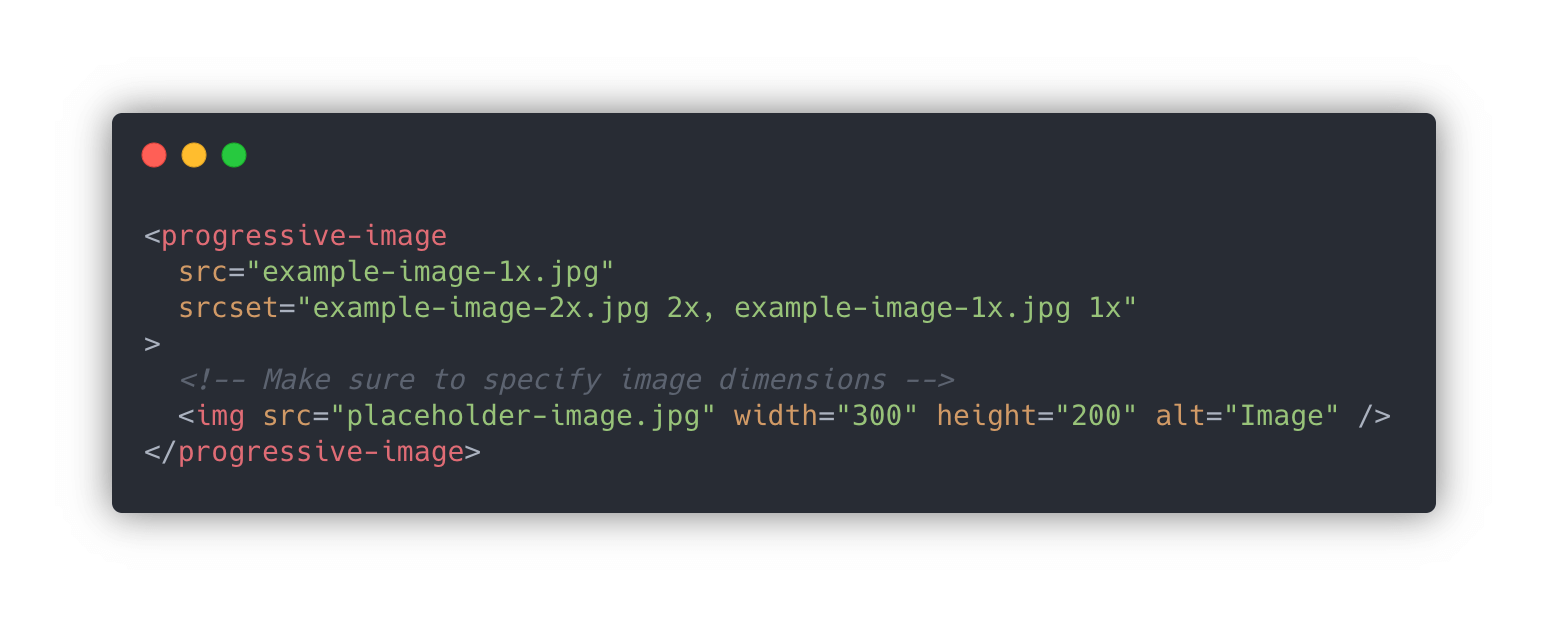 <progressive-image
  src="example-image-1x.jpg"
  srcset="example-image-2x.jpg 2x, example-image-1x.jpg 1x"
>
  <!-- Make sure to specify image dimensions -->
  <img src="placeholder-image.jpg" width="300" height="200" alt="Image" />
</progressive-image>